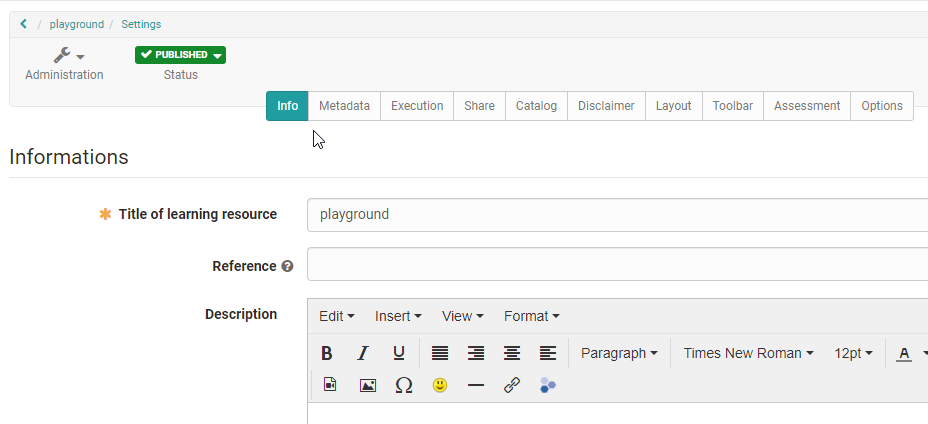 / playground / Settings
PUBLISHED
Administration Status
Info Metadata Execution Share Catalog Disclaimer Layout Toolbar Assessment Options
Informations
Title of learning resource playground
Reference
Description
Edit Insert View Format
B I U Paragraph Times New Roman 12pt A
Ω